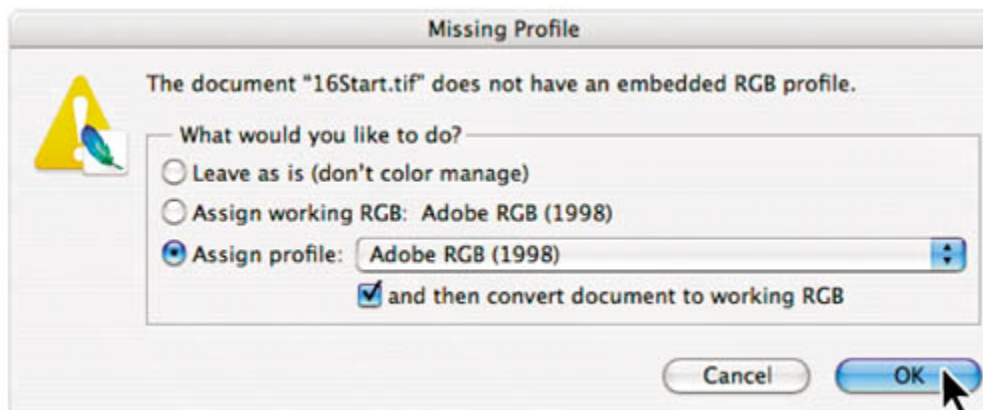 Missing Profile
The document "16Start.tif" does not have an embedded RGB profile.
What would you like to do?
Leave as is (don't color manage)
Assign working RGB: Adobe RGB (1998)
Assign profile: Adobe RGB (1998)
and then convert document to working RGB
Cancel OK